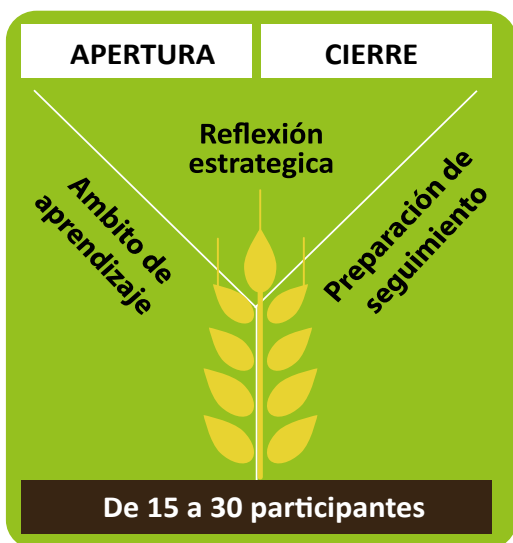 APERTURA
CIERRE
Reflexión
estrategica
Ambito de
aprendizaje
Preparación de
seguimiento
De 15 a 30 participantes